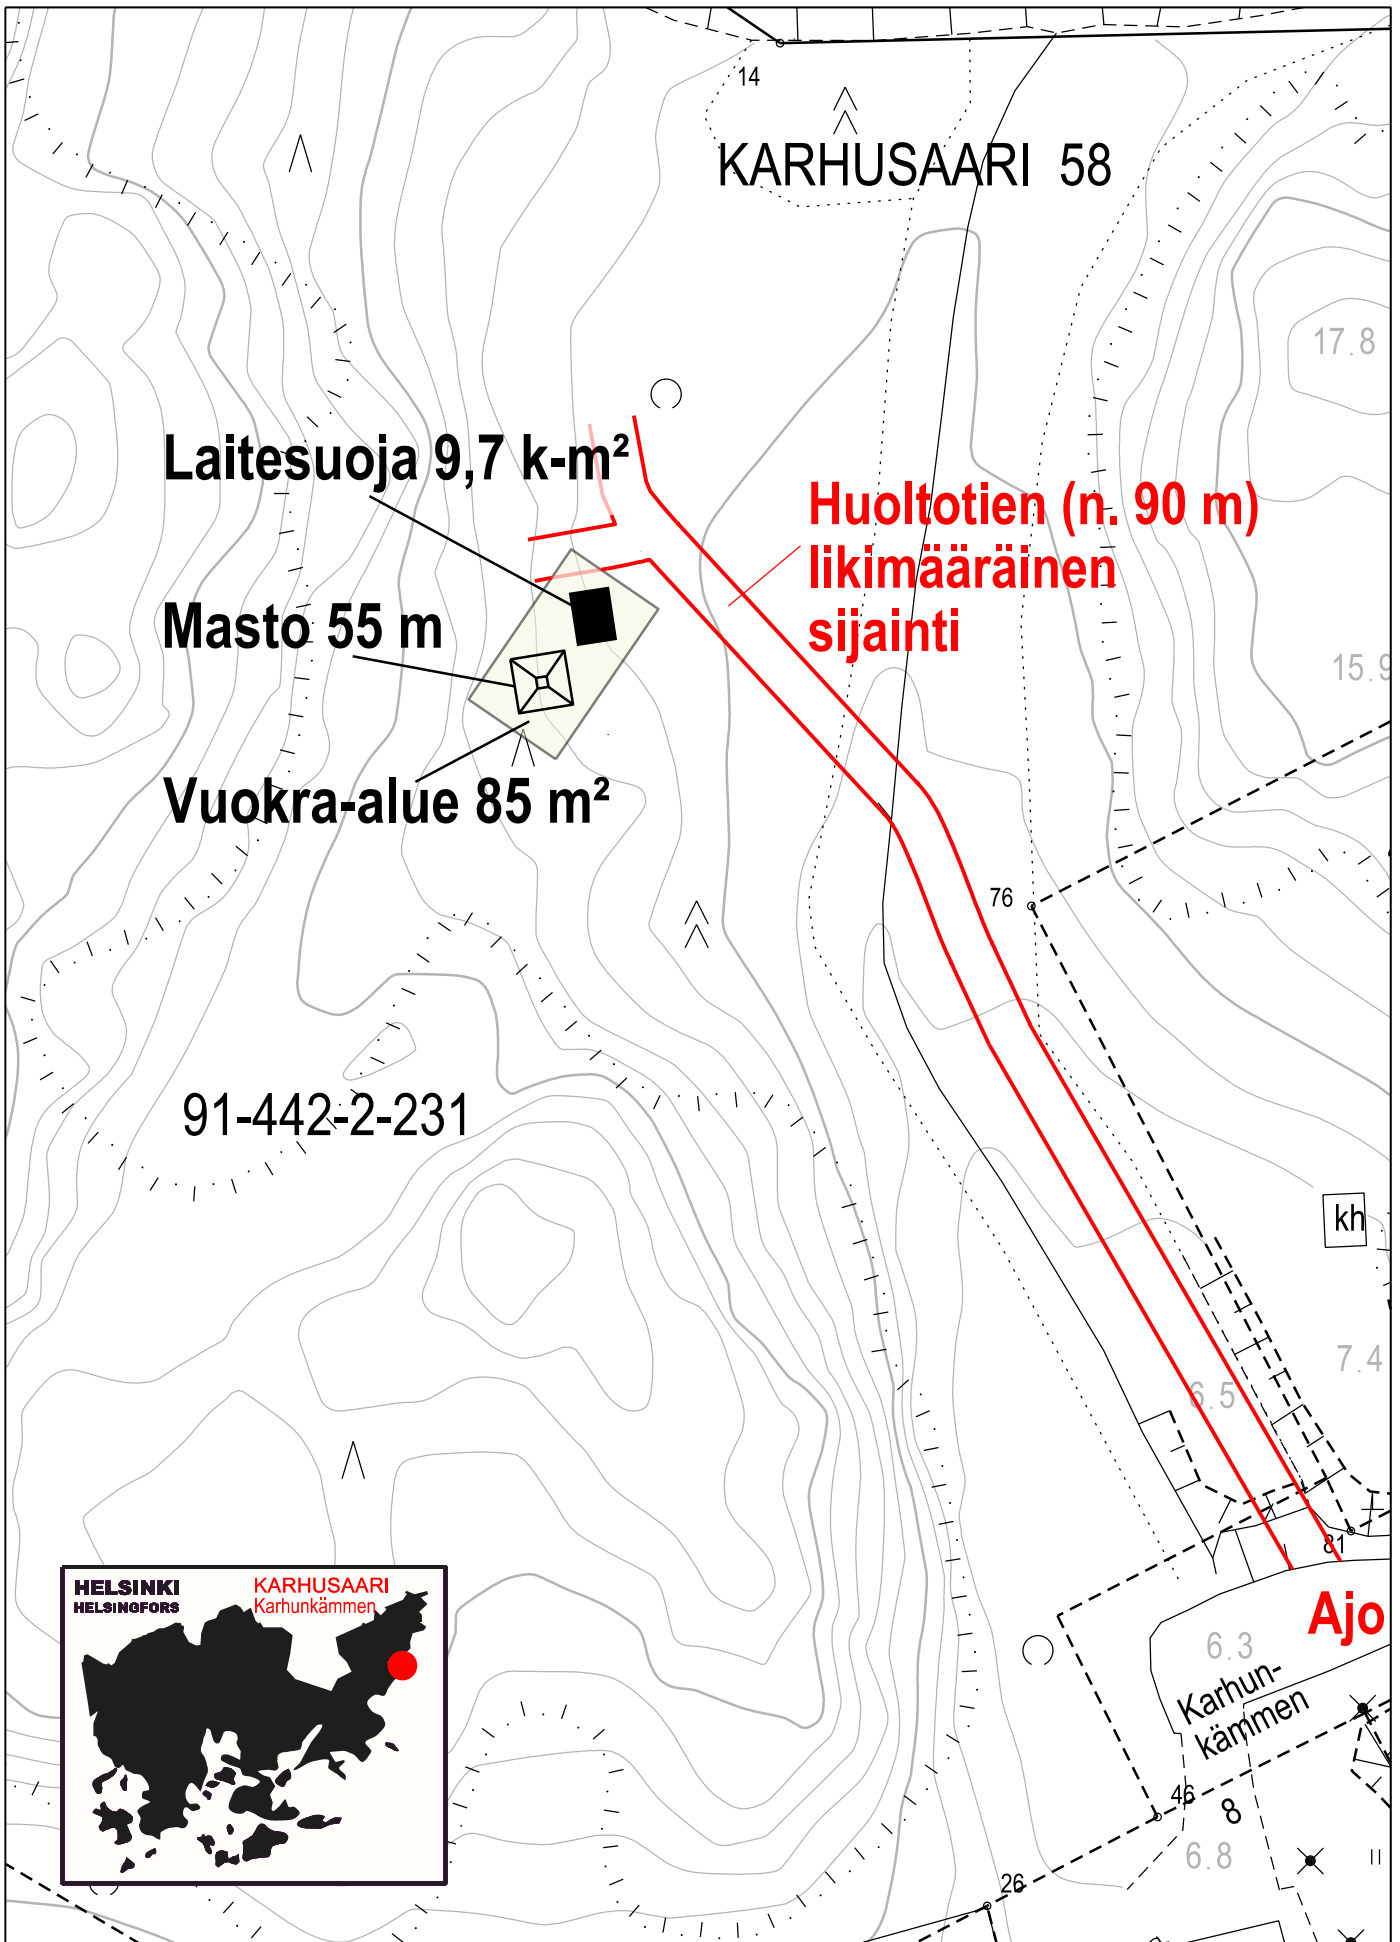 14
KARHUSAARI 58
17.8
Laitesuoja 9,7 k-m²
Huoltotien (n. 90 m)
likimääräinen
sijainti
Masto 55 m
15.9
Vuokra-alue 85 m²
76
91-442-2-231
kh
7.4
6.5
81
HELSINKI
HELSINGFORS
KARHUSAARI
Karhunkämmen
Ajo
6.3
Karhun-
kämmen
46
8
6.8
26